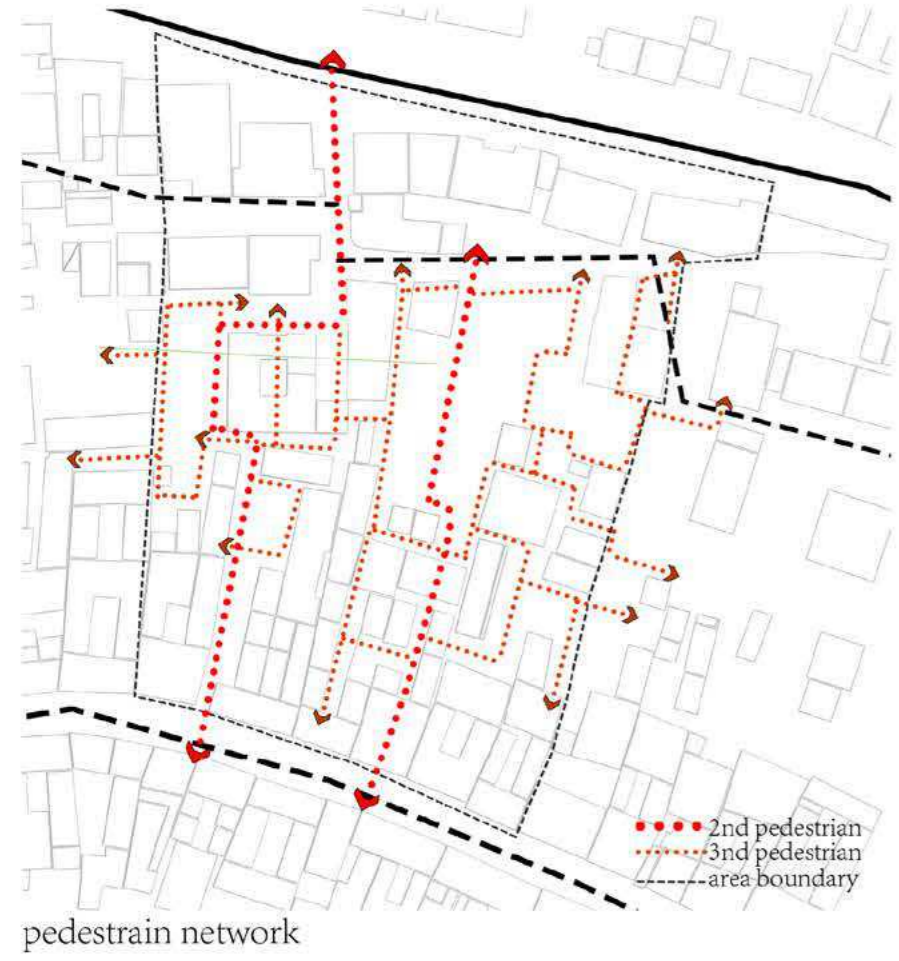 2nd pedestrian
3nd pedestrian
area boundary
pedestrain network